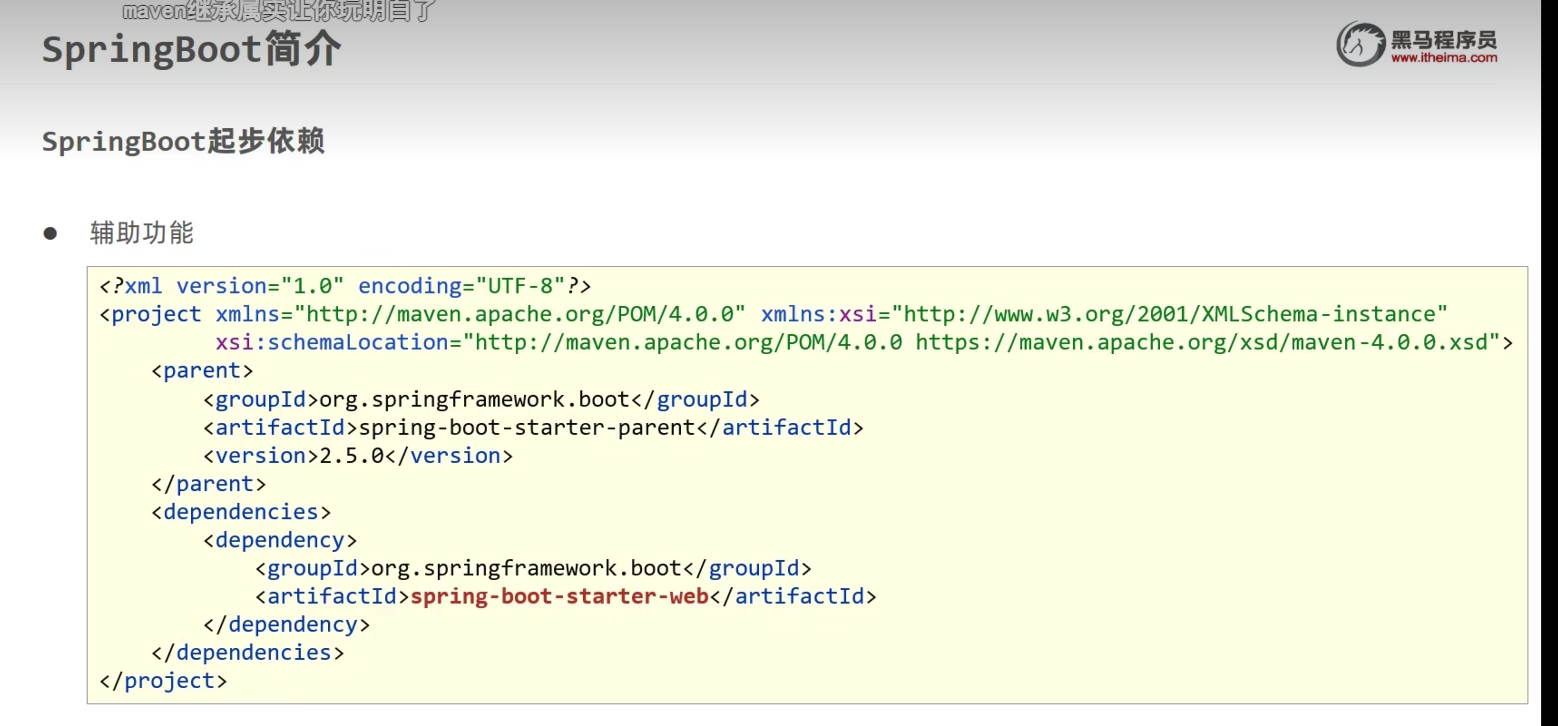 maven继承属实让你玩明白了
SpringBoot简介
黑马程序员
www.itheima.com
SpringBoot起步依赖
● 辅助功能
<?xml version="1.0" encoding="UTF-8"?>
<project xmlns="http://maven.apache.org/POM/4.0.0" xmlns:xsi="http://www.w3.org/2001/XMLSchema-instance"
xsi:schemaLocation="http://maven.apache.org/POM/4.0.0 https://maven.apache.org/xsd/maven-4.0.0.xsd">
<parent>
<groupId>org.springframework.boot</groupId>
<artifactId>spring-boot-starter-parent</artifactId>
<version>2.5.0</version>
</parent>
<dependencies>
<dependency>
<groupId>org.springframework.boot</groupId>
<artifactId>spring-boot-starter-web</artifactId>
</dependency>
</dependencies>
</project>